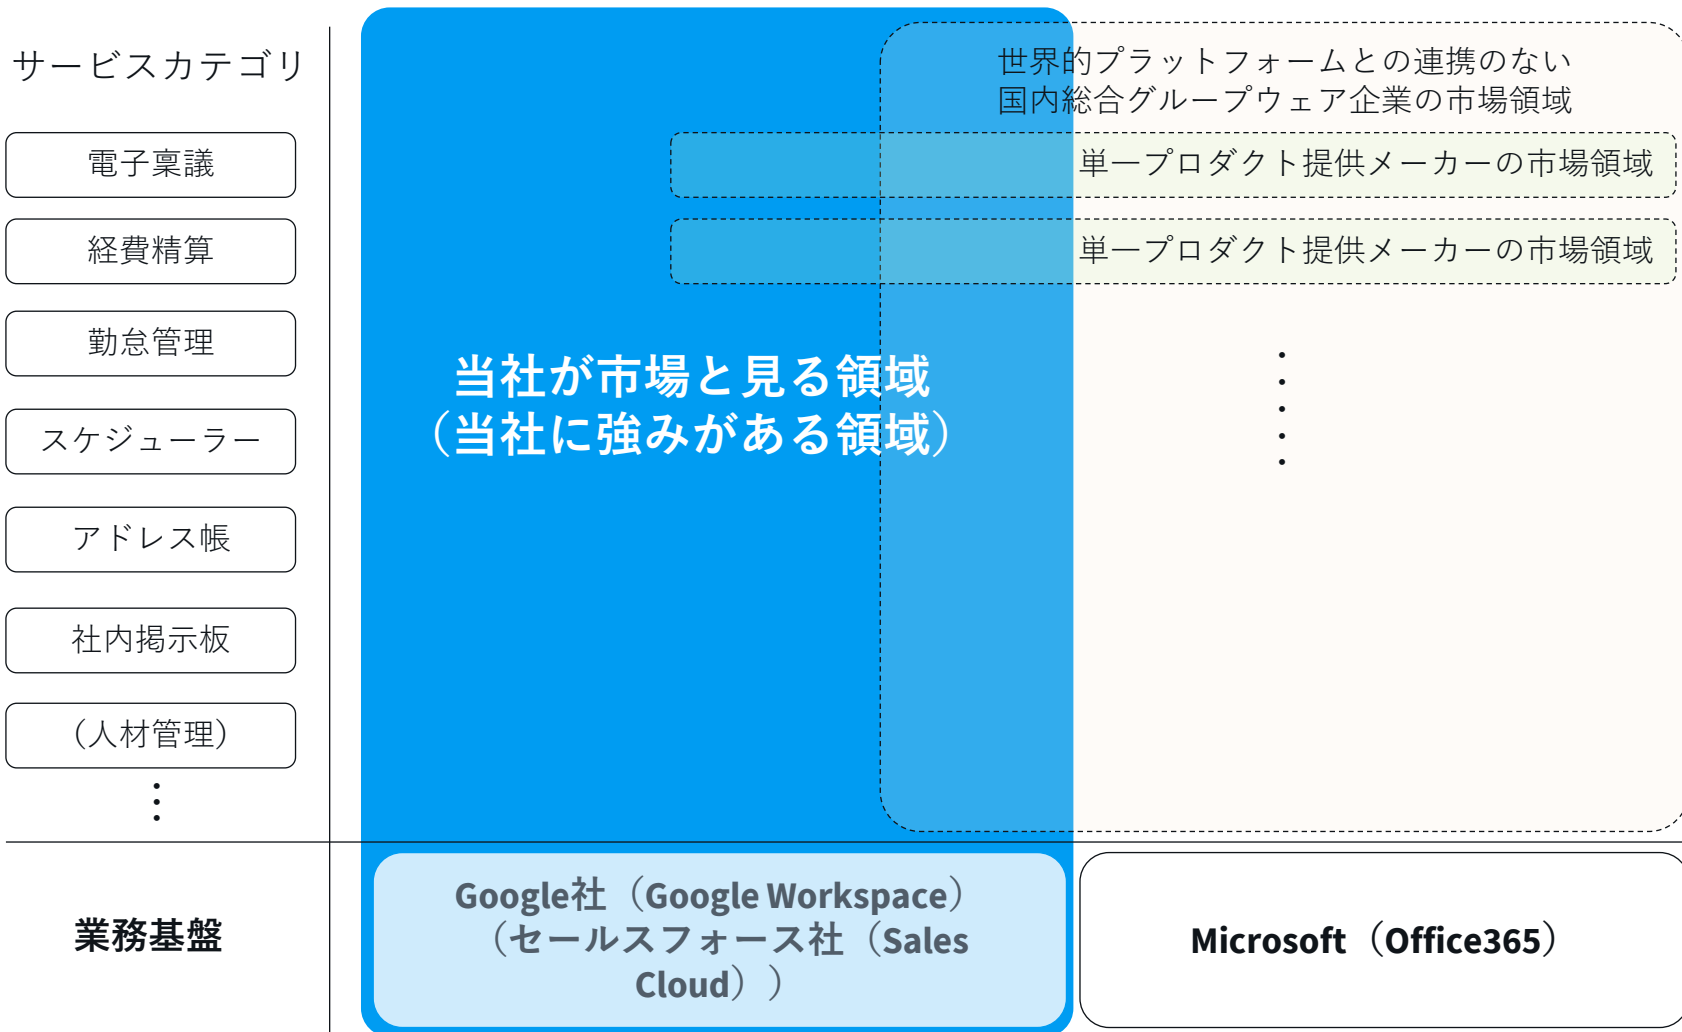 サービスカテゴリ
世界的プラットフォームとの連携のない
国内総合グループウェア企業の市場領域
電子稟議
単一プロダクト提供メーカーの市場領域
経費精算
単一プロダクト提供メーカーの市場領域
勤怠管理
当社が市場と見る領域
（当社に強みがある領域）
スケジューラー
アドレス帳
社内掲示板
（人材管理）
業務基盤
Google社（Google Workspace）
（セールスフォース社（Sales
Cloud））
Microsoft（Office365）